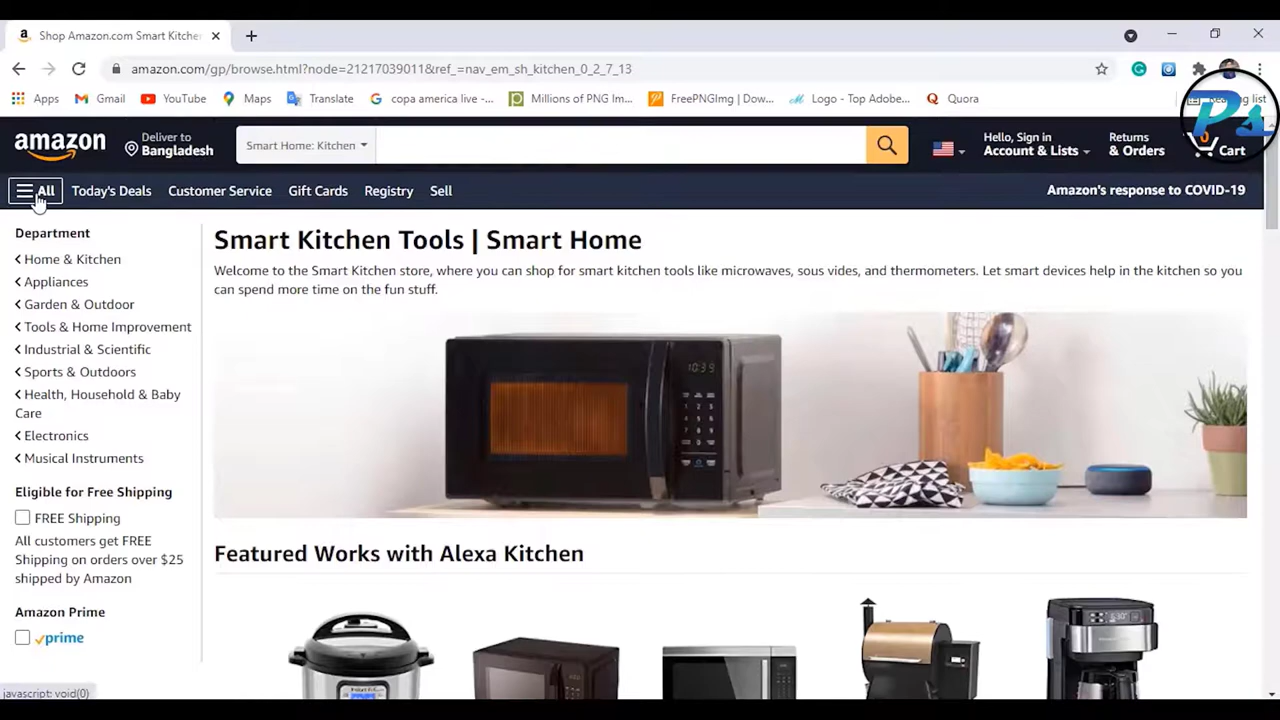 Shop Amazon.com Smart Kitche
amazon.com/gp/browse.html?node=21217039011&ref_=nav_em_sh_kitchen_0_2_7_13
Apps Gmail YouTube Maps Translate copa america live -... Millions of PNG Im... FreePNGImg | Dow... Logo - Top Adobe... Quora Reading list
Ps
amazon
Deliver to
Bangladesh
Smart Home: Kitchen
Hello, Sign in
Account & Lists
Returns
& Orders
0
Cart
All Today's Deals Customer Service Gift Cards Registry Sell Amazon's response to COVID-19
Department
Home & Kitchen
Appliances
Garden & Outdoor
Tools & Home Improvement
Industrial & Scientific
Sports & Outdoors
Health, Household & Baby
Care
Electronics
Musical Instruments
Eligible for Free Shipping
FREE Shipping
All customers get FREE
Shipping on orders over $25
shipped by Amazon
Amazon Prime
prime
Smart Kitchen Tools | Smart Home
Welcome to the Smart Kitchen store, where you can shop for smart kitchen tools like microwaves, sous vides, and thermometers. Let smart devices help in the kitchen so you
can spend more time on the fun stuff.
10:39
Featured Works with Alexa Kitchen
javascript: void(0)